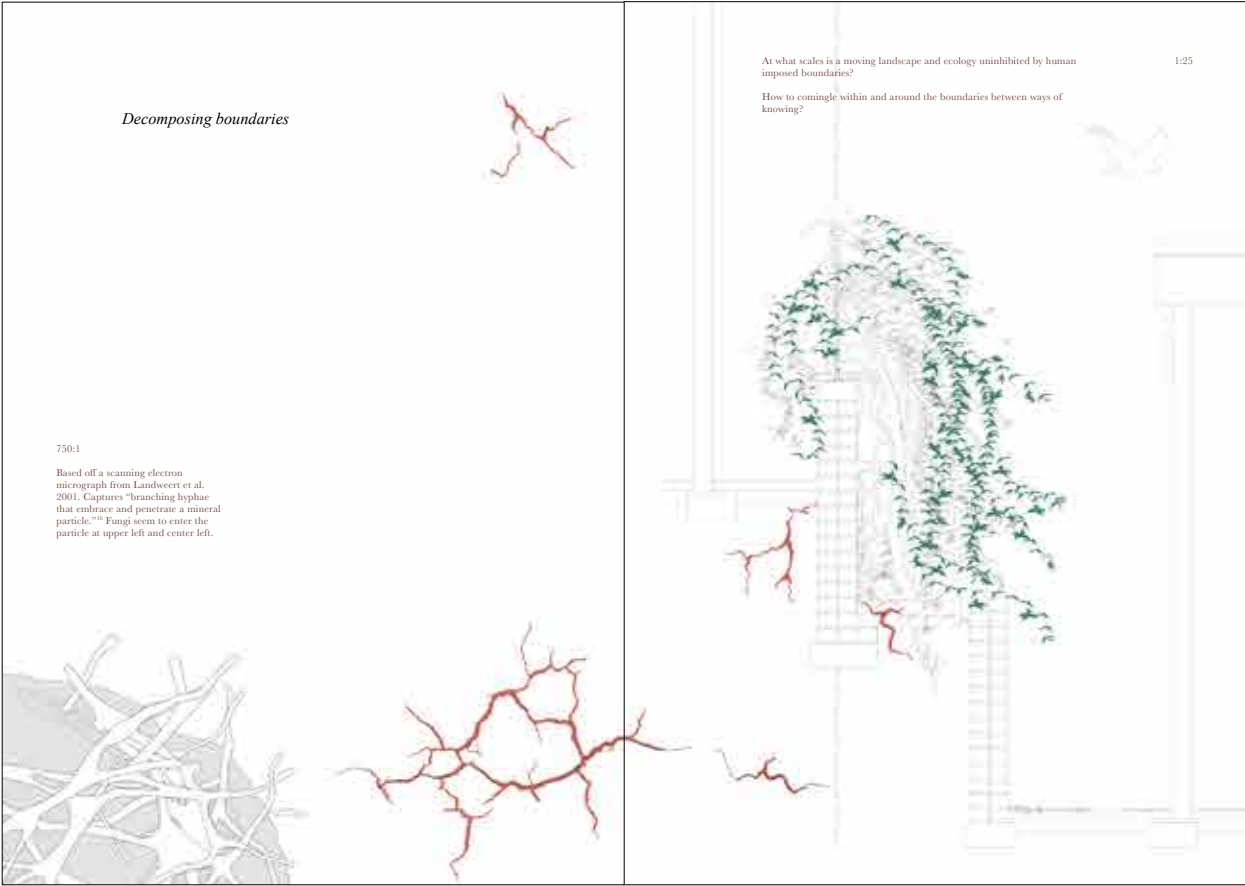 Decomposing boundaries
750:1
Based off a scanning electron
micrograph from Landweert et al.
2001. Captures “branching hyphae
that embrace and penetrate a mineral
particle.”¹⁶ Fungi seem to enter the
particle at upper left and center left.
At what scales is a moving landscape and ecology uninhibited by human
imposed boundaries?
How to comingle within and around the boundaries between ways of
knowing?
1:25